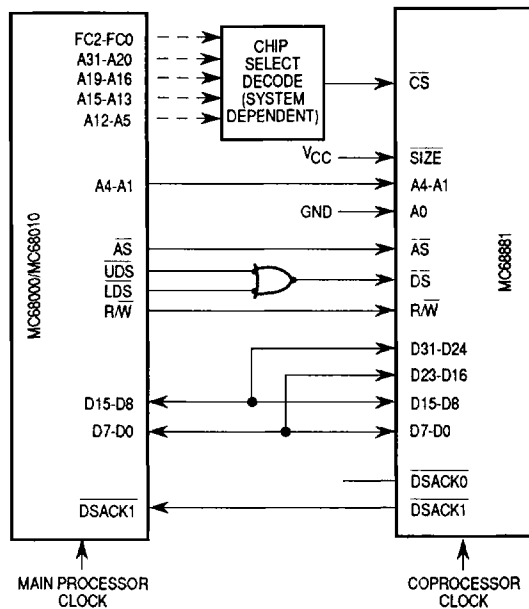 FC2-FC0
A31-A20
A19-A16
A15-A13
A12-A5
CHIP
SELECT
DECODE
(SYSTEM
DEPENDENT)
CS
VCC
SIZE
A4-A1
A4-A1
GND
A0
AS
AS
UDS
LDS
DS
R/W
R/W
D31-D24
D23-D16
D15-D8
D15-D8
D7-D0
D7-D0
DSACK0
DSACK1
DSACK1
MC68000/MC68010
MC68881
MAIN PROCESSOR
CLOCK
COPROCESSOR
CLOCK